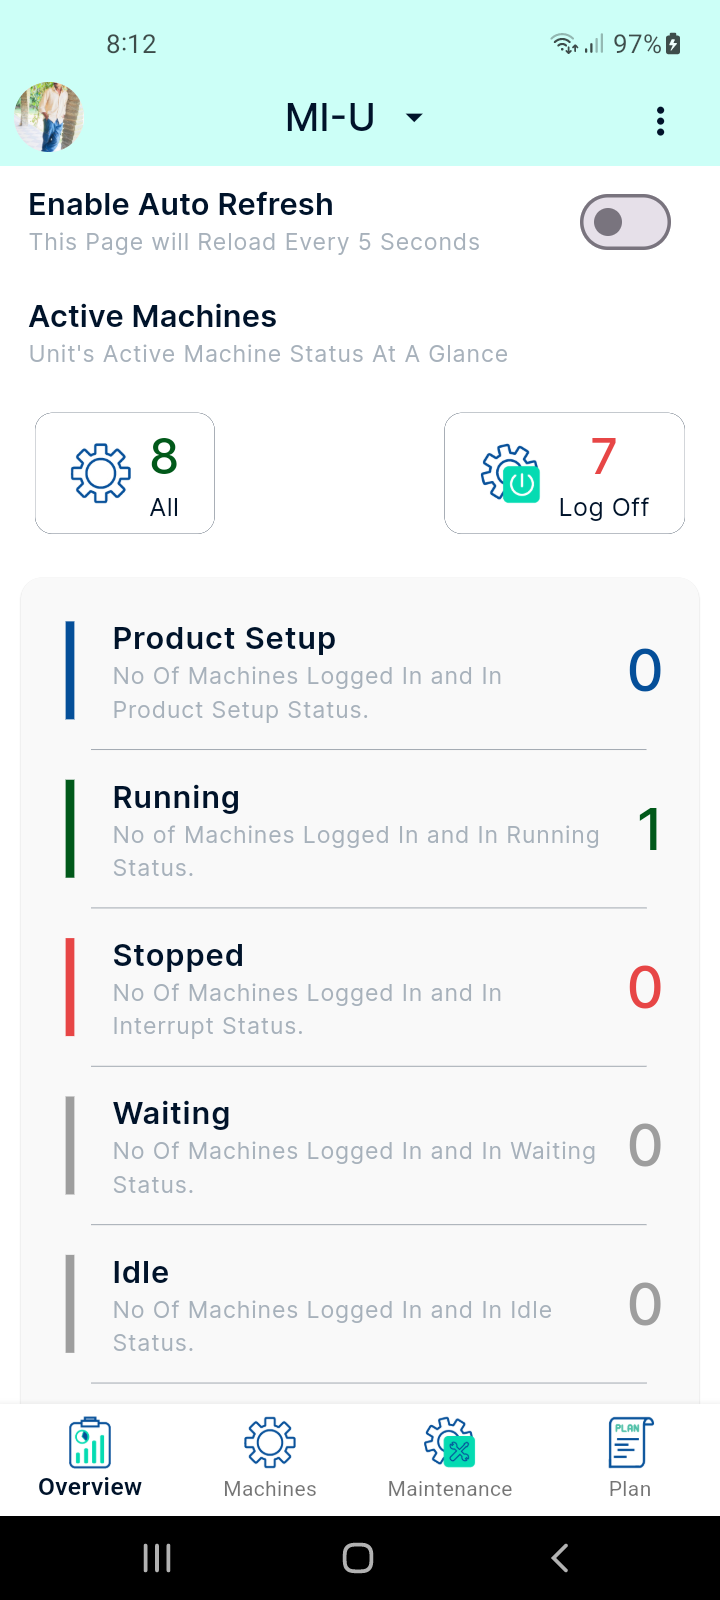 8:12
97%
MI-U
Enable Auto Refresh
This Page will Reload Every 5 Seconds
Active Machines
Unit's Active Machine Status At A Glance
8
All
7
Log Off
Product Setup
No Of Machines Logged In and In
Product Setup Status.
0
Running
No of Machines Logged In and In Running
Status.
1
Stopped
No Of Machines Logged In and In
Interrupt Status.
0
Waiting
No Of Machines Logged In and In Waiting
Status.
0
Idle
No Of Machines Logged In and In Idle
Status.
0
Overview
Machines
Maintenance
PLAN
Plan